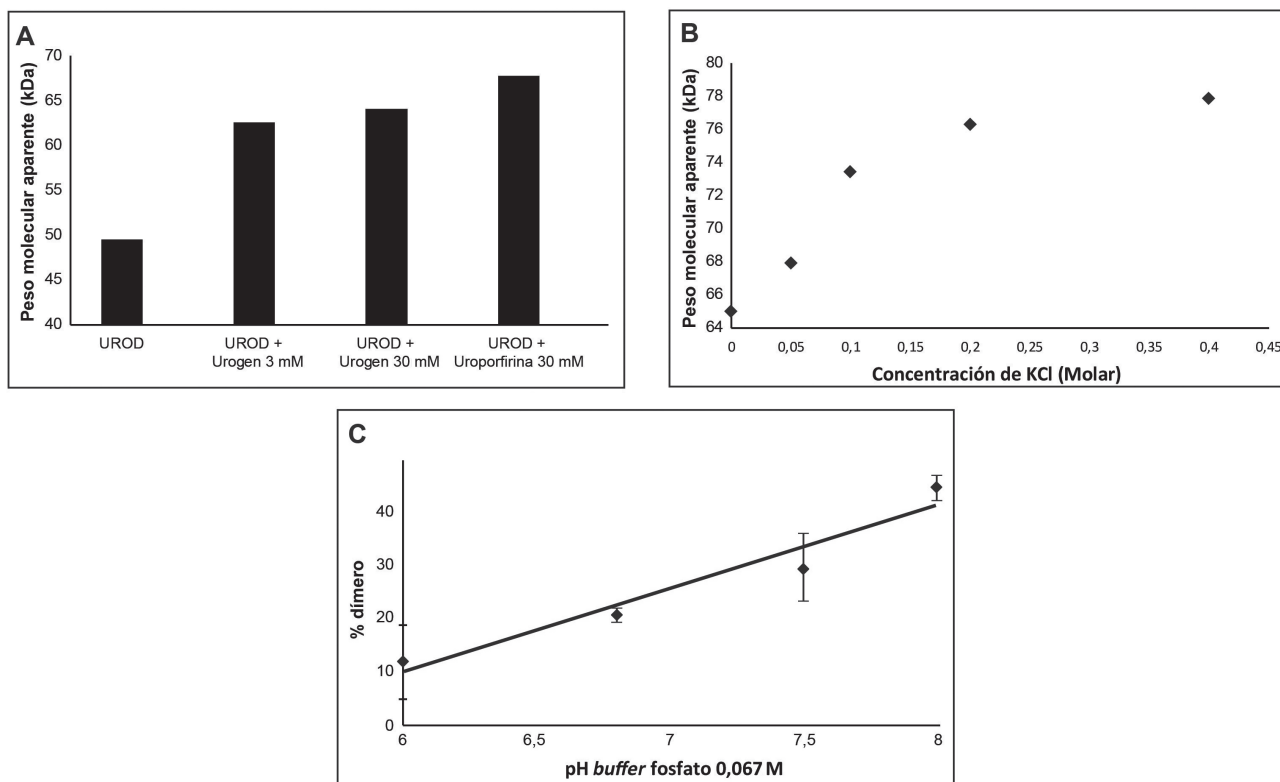 A
Peso molecular aparente (kDa)
70
65
60
55
50
45
40
UROD
UROD +
Urogen 3 mM
UROD +
Urogen 30 mM
UROD +
Uroporfirina 30 mM
B
Peso molecular aparente (kDa)
80
78
76
74
72
70
68
66
64
0 0,05 0,1 0,15 0,2 0,25 0,3 0,35 0,4 0,45
Concentración de KCl (Molar)
C
% dímero
40
30
20
10
0
6 6,5 7 7,5 8
pH buffer fosfato 0,067 M